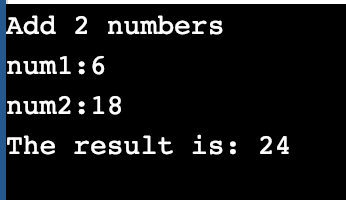 Add 2 numbers
num1:6
num2:18
The result is: 24